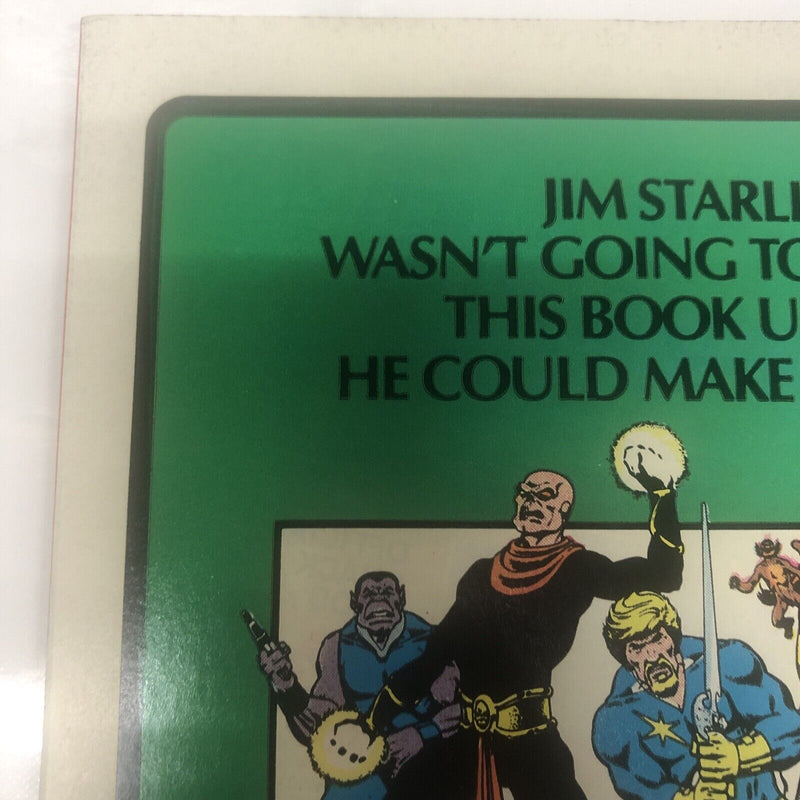 JIM STARLI
WASN'T GOING TO
THIS BOOK U
HE COULD MAKE